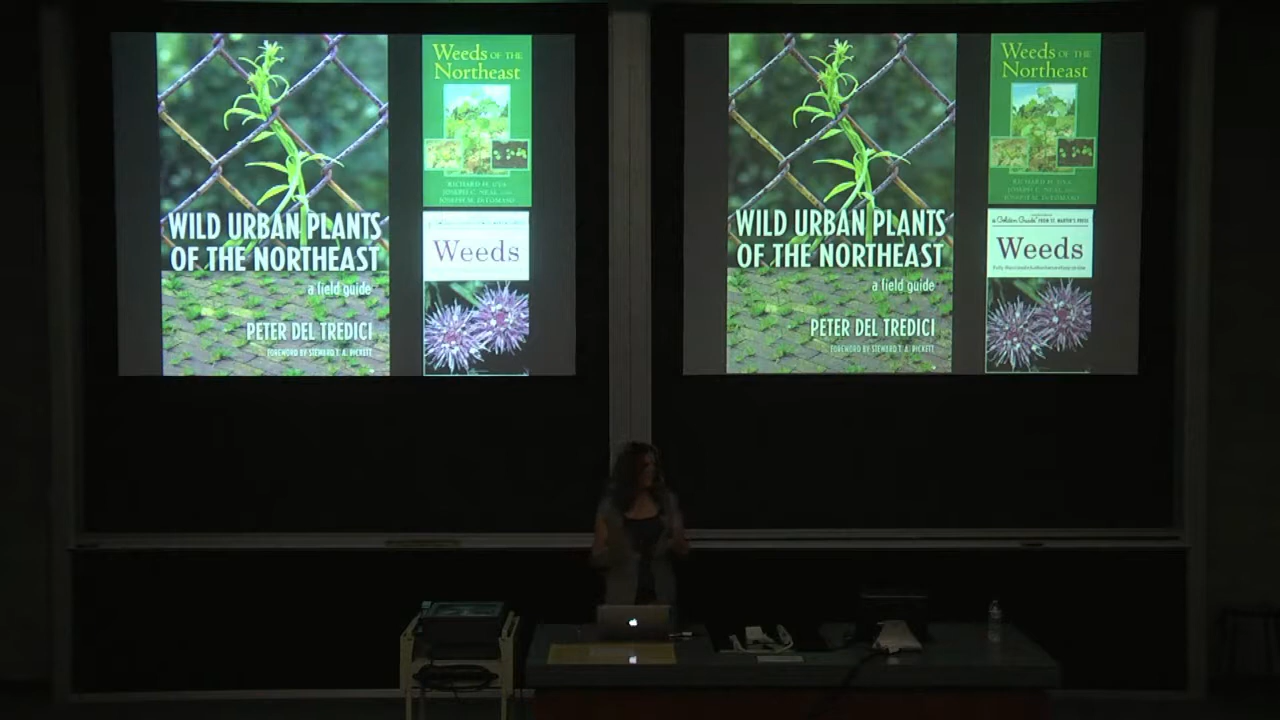 WILD URBAN PLANTS
OF THE NORTHEAST
a field guide
PETER DEL TREDICI
FOREWORD BY STEWARD T. A. PICKETT
Weeds OF THE
Northeast
Weeds
WILD URBAN PLANTS
OF THE NORTHEAST
a field guide
PETER DEL TREDICI
FOREWORD BY STEWARD T. A. PICKETT
Weeds OF THE
Northeast
a Golden Guide FROM ST. MARTIN'S PRESS
Weeds